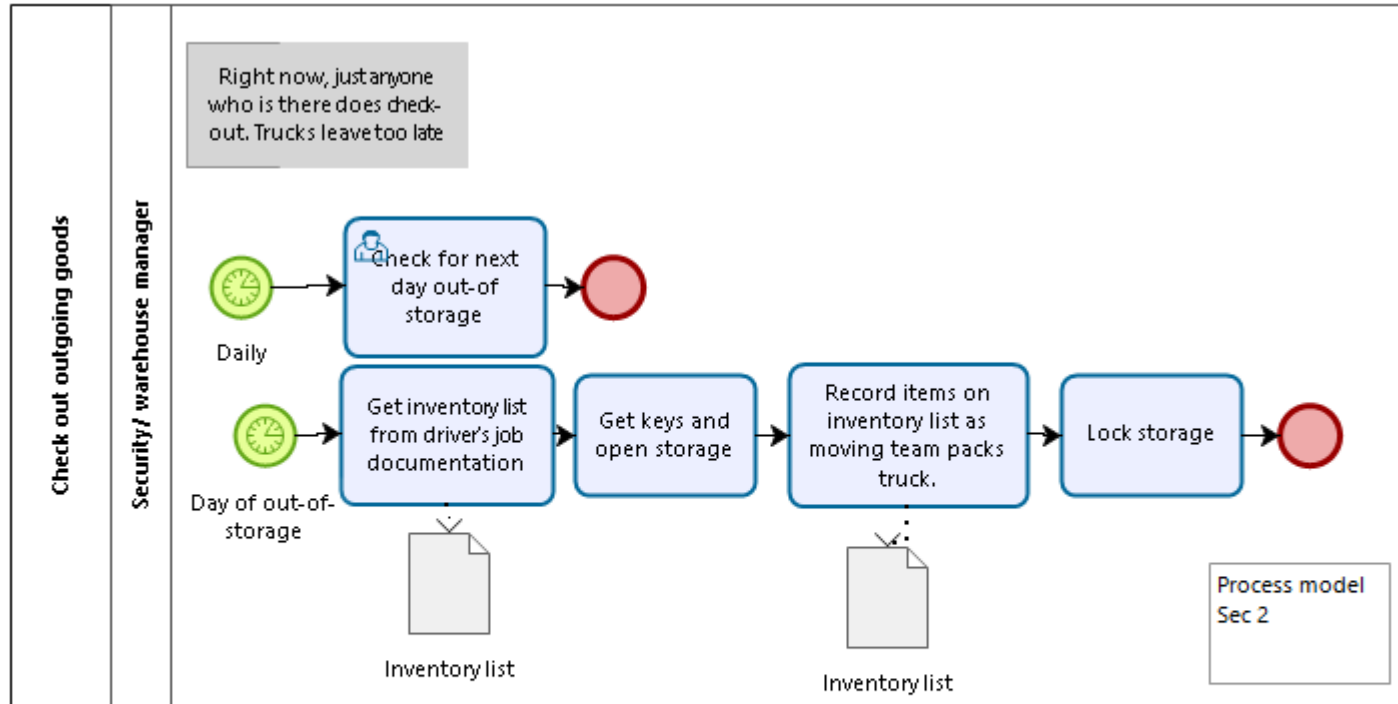 Check out outgoing goods
Security/ warehouse manager
Right now, just anyone
who is there does check-
out. Trucks leave too late
Daily
Check for next
day out-of
storage
Day of out-of-
storage
Get inventory list
from driver's job
documentation
Get keys and
open storage
Record items on
inventory list as
moving team packs
truck.
Lock storage
Inventory list
Inventory list
Process model
Sec 2